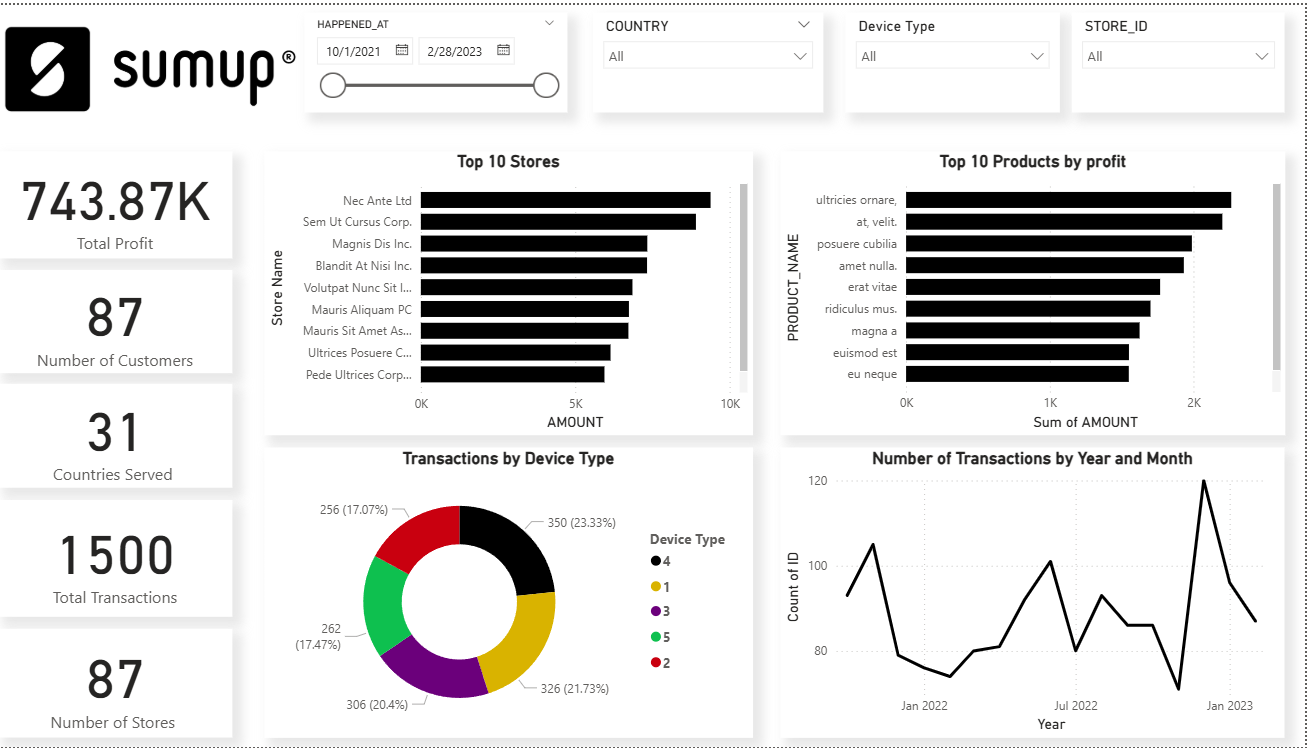 sumup®
HAPPENED_AT
10/1/2021
2/28/2023
COUNTRY
All
Device Type
All
STORE_ID
All
743.87K
Total Profit
87
Number of Customers
31
Countries Served
1500
Total Transactions
87
Number of Stores
Top 10 Stores
Store Name
Nec Ante Ltd
Sem Ut Cursus Corp.
Magnis Dis Inc.
Blandit At Nisi Inc.
Volutpat Nunc Sit I...
Mauris Aliquam PC
Mauris Sit Amet As...
Ultrices Posuere C...
Pede Ultrices Corp...
0K
5K
10K
AMOUNT
Top 10 Products by profit
PRODUCT_NAME
ultricies ornare,
at, velit.
posuere cubilia
amet nulla.
erat vitae
ridiculus mus.
magna a
euismod est
eu neque
0K
1K
2K
Sum of AMOUNT
Transactions by Device Type
256 (17.07%)
350 (23.33%)
262
(17.47%)
306 (20.4%)
326 (21.73%)
Device Type
4
1
3
5
2
Number of Transactions by Year and Month
Count of ID
120
100
80
Jan 2022
Jul 2022
Jan 2023
Year